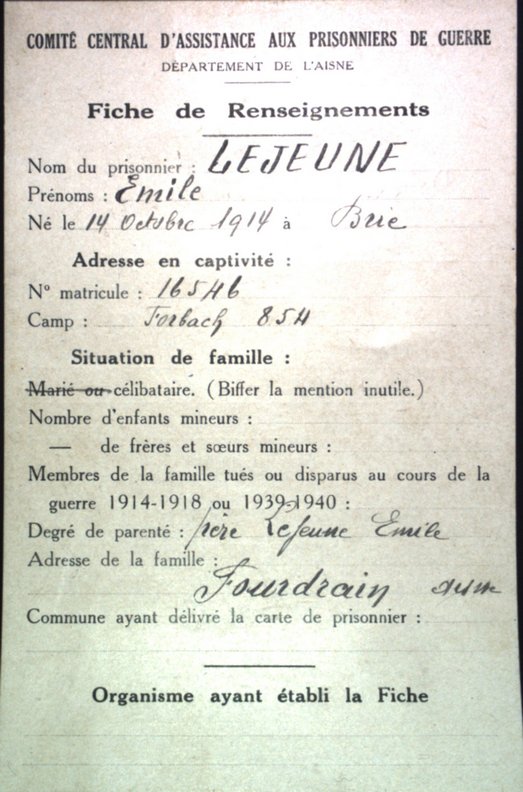 COMITÉ CENTRAL D'ASSISTANCE AUX PRISONNIERS DE GUERRE
DÉPARTEMENT DE L'AISNE
Fiche de Renseignements
Nom du prisonnier : LEJEUNE
Prénoms : Emile
Né le 14 Octobre 1914 à Brie
Adresse en captivité :
N° matricule : 16546
Camp : Forbach 854
Situation de famille :
Marié ou célibataire. (Biffer la mention inutile.)
Nombre d'enfants mineurs :
— de frères et sœurs mineurs :
Membres de la famille tués ou disparus au cours de la
guerre 1914-1918 ou 1939-1940 :
Degré de parenté : père Lejeune Emile
Adresse de la famille :
Fourdrain Aisne
Commune ayant délivré la carte de prisonnier :
Organisme ayant établi la Fiche